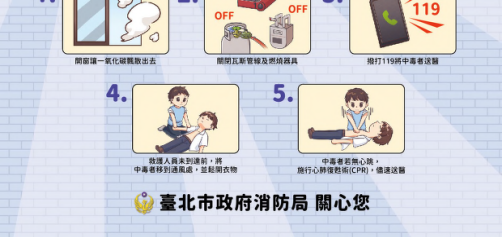 1.
2.
3.
OFF
OFF
119
開窗讓一氧化碳飄散出去
關閉瓦斯管線及燃燒器具
撥打119將中毒者送醫
4.
5.
救護人員未到達前，將
中毒者移到通風處，並鬆開衣物
中毒者若無心跳，
施行心肺復甦術(CPR)，儘速送醫
臺北市政府消防局 關心您